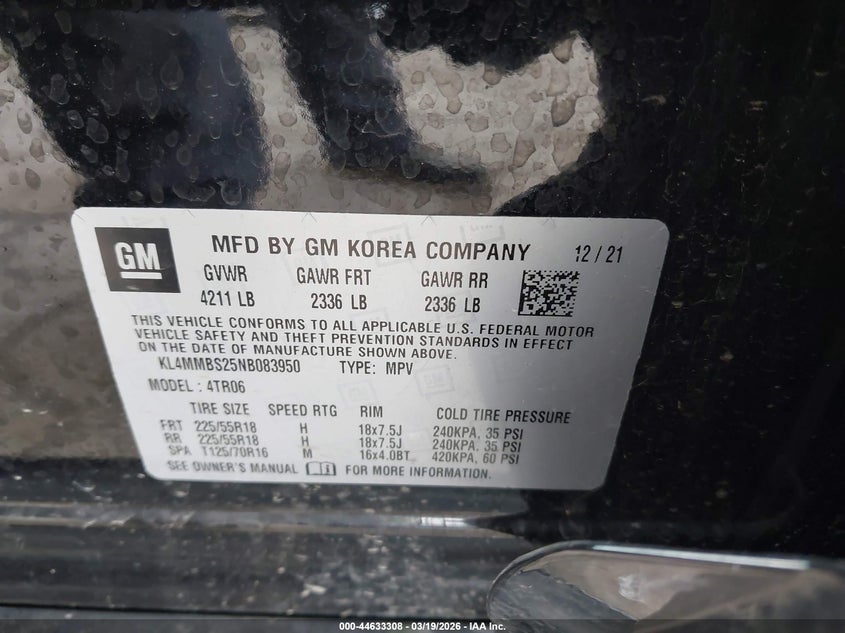 GM
MFD BY GM KOREA COMPANY 12 / 21
GVWR GAWR FRT GAWR RR
4211 LB 2336 LB 2336 LB
THIS VEHICLE CONFORMS TO ALL APPLICABLE U.S. FEDERAL MOTOR
VEHICLE SAFETY AND THEFT PREVENTION STANDARDS IN EFFECT
ON THE DATE OF MANUFACTURE SHOWN ABOVE.
KL4MMBS25NB083950 TYPE: MPV
MODEL : 4TR06
TIRE SIZE SPEED RTG RIM COLD TIRE PRESSURE
FRT 225/55R18 H 18x7.5J 240KPA, 35 PSI
RR 225/55R18 H 18x7.5J 240KPA, 35 PSI
SPA T125/70R16 M 16x4.0BT 420KPA, 60 PSI
SEE OWNER'S MANUAL FOR MORE INFORMATION.
000-44633308 - 03/19/2026 - IAA Inc.